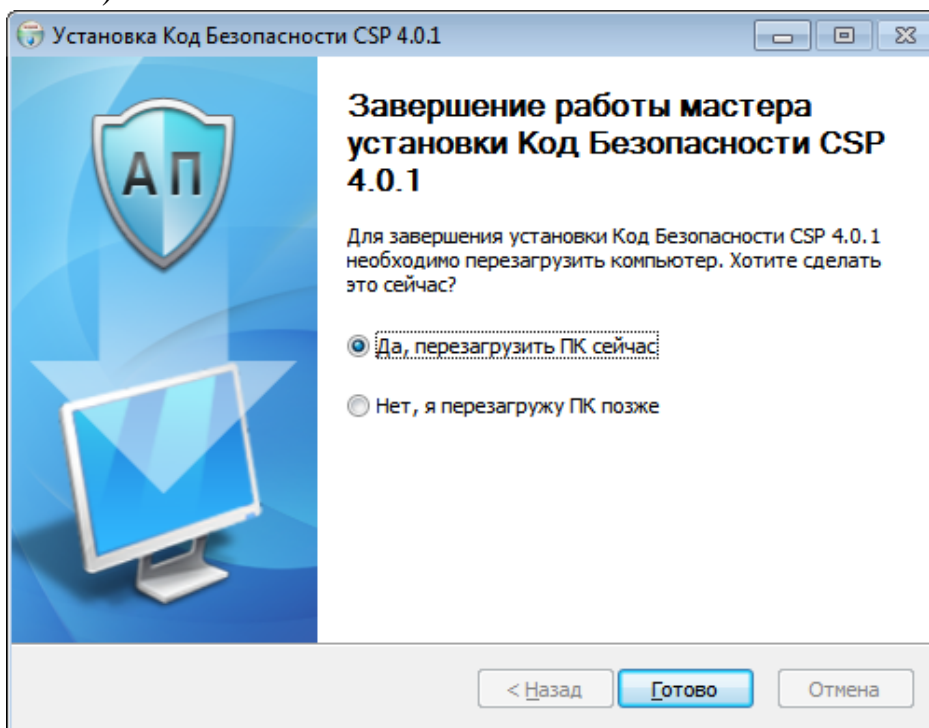 Установка Код Безопасности CSP 4.0.1
АП
Завершение работы мастера
установки Код Безопасности CSP
4.0.1
Для завершения установки Код Безопасности CSP 4.0.1
необходимо перезагрузить компьютер. Хотите сделать
это сейчас?
Да, перезагрузить ПК сейчас
Нет, я перезагружу ПК позже
< Назад
Готово
Отмена